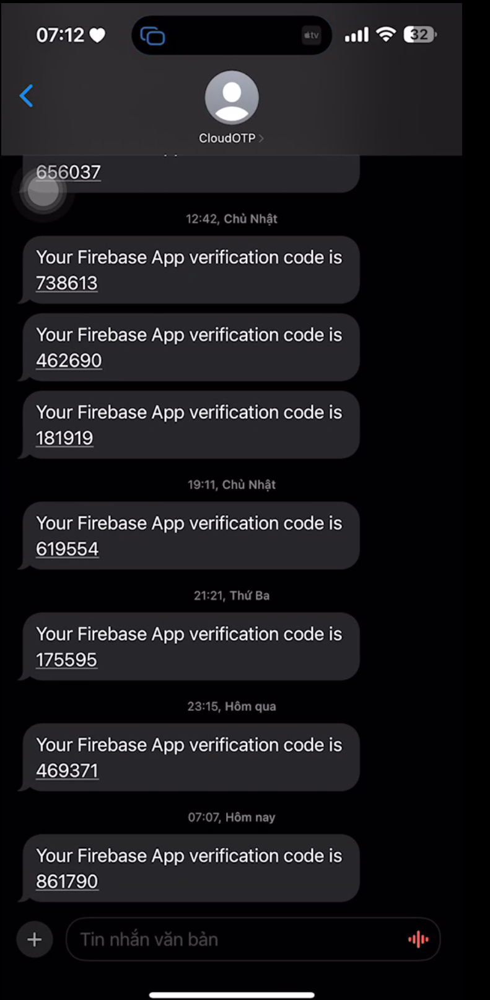 07:12
tv
32
CloudOTP
656037
12:42, Chủ Nhật
Your Firebase App verification code is
738613
Your Firebase App verification code is
462690
Your Firebase App verification code is
181919
19:11, Chủ Nhật
Your Firebase App verification code is
619554
21:21, Thứ Ba
Your Firebase App verification code is
175595
23:15, Hôm qua
Your Firebase App verification code is
469371
07:07, Hôm nay
Your Firebase App verification code is
861790
Tin nhắn văn bản